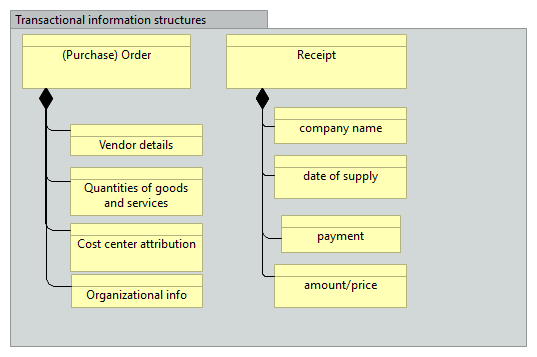 Transactional information structures
(Purchase) Order
Vendor details
Quantities of goods
and services
Cost center attribution
Organizational info
Receipt
company name
date of supply
payment
amount/price